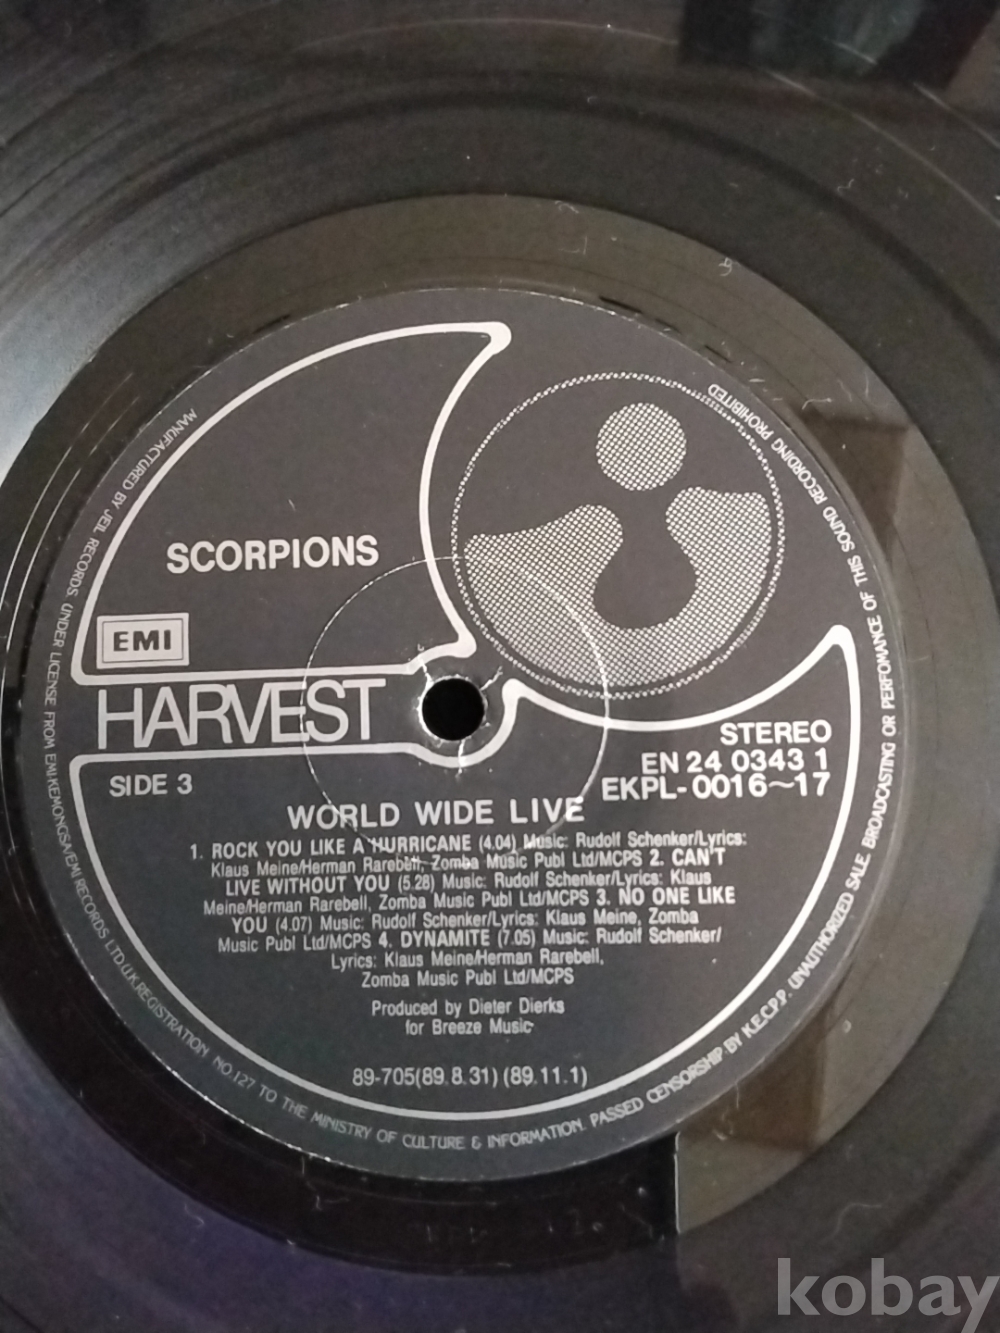 SCORPIONS
EMI
HARVEST
STEREO
EN 24 0343 1
EKPL-0016~17
SIDE 3
WORLD WIDE LIVE
1. ROCK YOU LIKE A HURRICANE (4.04) Music: Rudolf Schenker/Lyrics:
Klaus Meine/Herman Rarebell, Zomba Music Publ Ltd/MCPS 2. CAN'T
LIVE WITHOUT YOU (5.28) Music: Rudolf Schenker/Lyrics: Klaus
Meine/Herman Rarebell, Zomba Music Publ Ltd/MCPS 3. NO ONE LIKE
YOU (4.07) Music: Rudolf Schenker/Lyrics: Klaus Meine, Zomba
Music Publ Ltd/MCPS 4. DYNAMITE (7.05) Music: Rudolf Schenker/
Lyrics: Klaus Meine/Herman Rarebell,
Zomba Music Publ Ltd/MCPS
Produced by Dieter Dierks
for Breeze Music
89-705(89.8.31)(89.11.1)
MANUFACTURED BY JEIL RECORDS, UNDER LICENSE FROM EMI-KEMONGSA/EMI RECORDS LTD./U.K.REGISTRATION NO.127 TO THE MINISTRY OF CULTURE & INFORMATION. PASSED CENSORSHIP BY K.E.C.P.P. UNAUTHORIZED SALE, BROADCASTING OR PERFOMANCE OF THIS SOUND RECORDING PROHIBITED
kobay